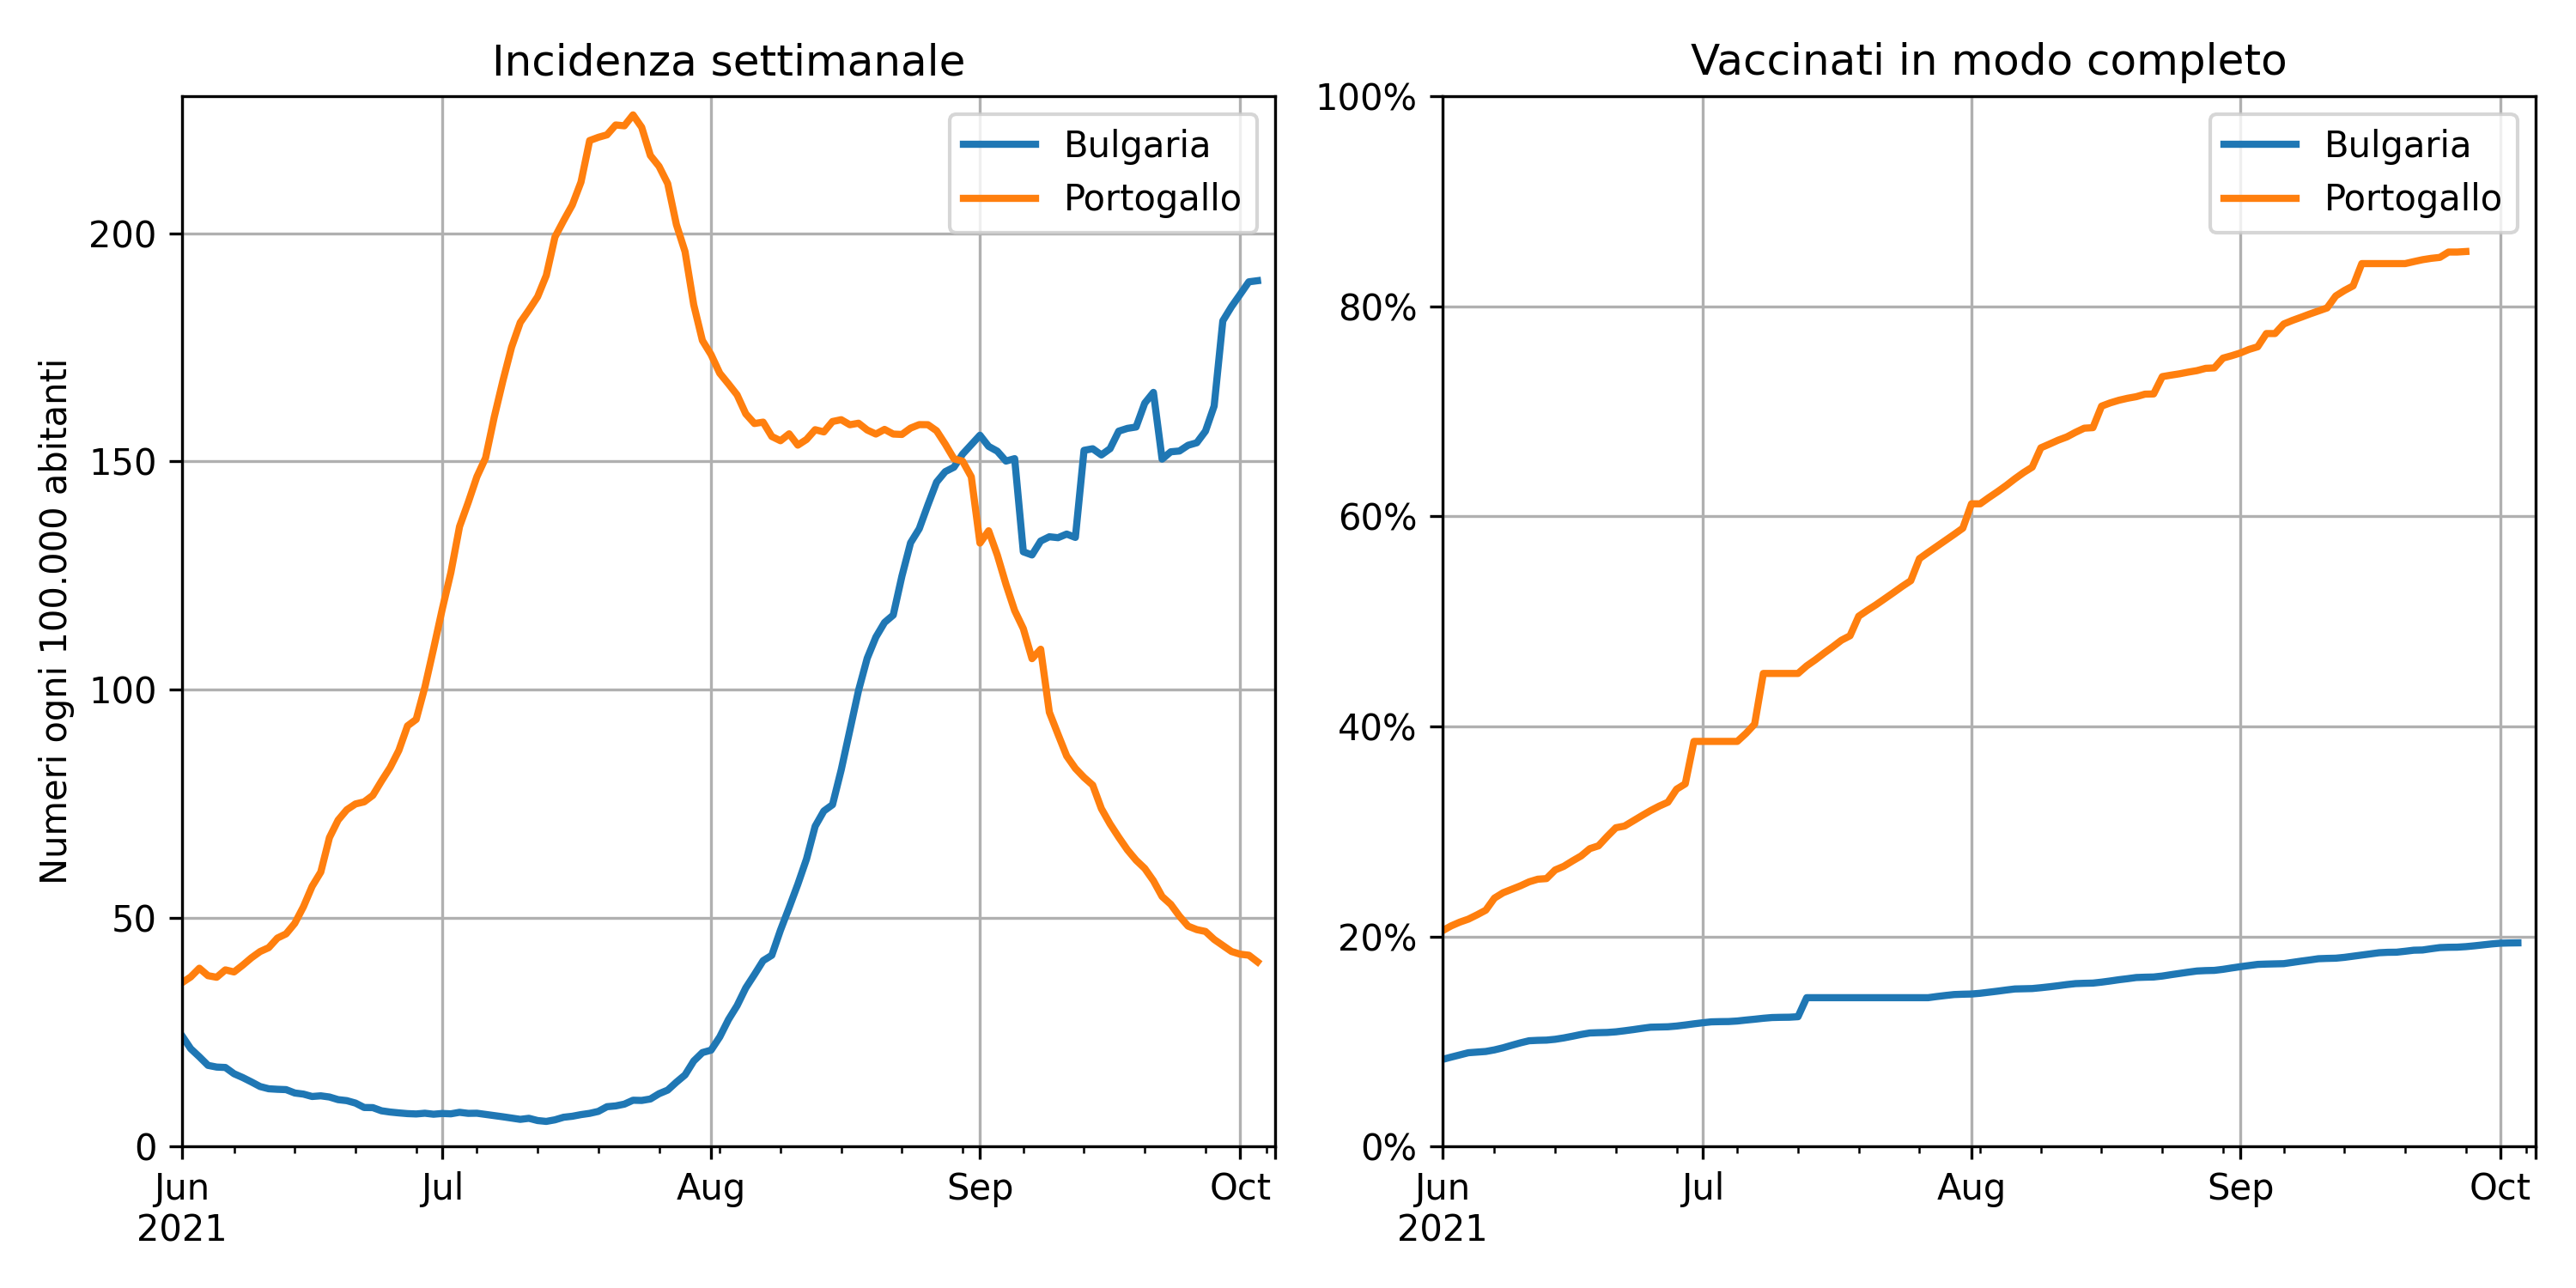 Incidenza settimanale
Numeri ogni 100.000 abitanti
200
150
100
50
0
Jun
2021
Jul
Aug
Sep
Oct
Bulgaria
Portogallo
Vaccinati in modo completo
100%
80%
60%
40%
20%
0%
Jun
2021
Jul
Aug
Sep
Oct
Bulgaria
Portogallo